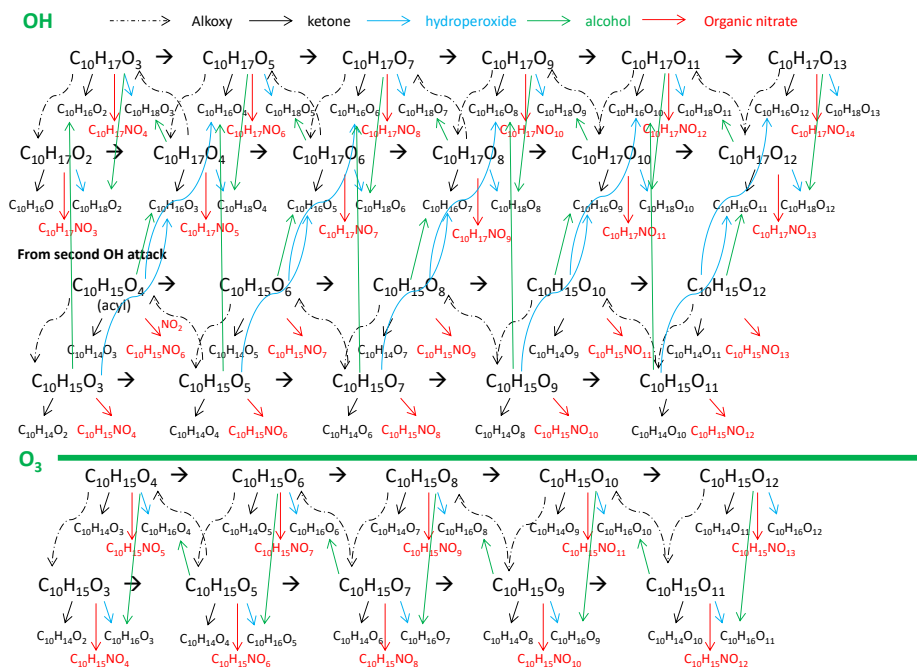 OH Alkoxy ketone hydroperoxide alcohol Organic nitrate
C₁₀H₁₇O₃ → C₁₀H₁₇O₅ → C₁₀H₁₇O₇ → C₁₀H₁₇O₉ → C₁₀H₁₇O₁₁ → C₁₀H₁₇O₁₃
C₁₀H₁₆O₂ C₁₀H₁₈O₃ C₁₀H₁₆O₄ C₁₀H₁₈O₅ C₁₀H₁₆O₆ C₁₀H₁₈O₇ C₁₀H₁₆O₈ C₁₀H₁₈O₉ C₁₀H₁₆O₁₀ C₁₀H₁₈O₁₁ C₁₀H₁₆O₁₂ C₁₀H₁₈O₁₃
C₁₀H₁₇NO₄ C₁₀H₁₇NO₆ C₁₀H₁₇NO₈ C₁₀H₁₇NO₁₀ C₁₀H₁₇NO₁₂ C₁₀H₁₇NO₁₄
C₁₀H₁₇O₂ → C₁₀H₁₇O₄ → C₁₀H₁₇O₆ → C₁₀H₁₇O₈ → C₁₀H₁₇O₁₀ → C₁₀H₁₇O₁₂
C₁₀H₁₆O C₁₀H₁₈O₂ C₁₀H₁₆O₃ C₁₀H₁₈O₄ C₁₀H₁₆O₅ C₁₀H₁₈O₆ C₁₀H₁₆O₇ C₁₀H₁₈O₈ C₁₀H₁₆O₉ C₁₀H₁₈O₁₀ C₁₀H₁₆O₁₁ C₁₀H₁₈O₁₂
C₁₀H₁₇NO₃ C₁₀H₁₇NO₅ C₁₀H₁₇NO₇ C₁₀H₁₇NO₉ C₁₀H₁₇NO₁₁ C₁₀H₁₇NO₁₃
From second OH attack
C₁₀H₁₅O₄ → C₁₀H₁₅O₆ → C₁₀H₁₅O₈ → C₁₀H₁₅O₁₀ → C₁₀H₁₅O₁₂
(acyl)
NO₂
C₁₀H₁₄O₃ C₁₀H₁₅NO₆ C₁₀H₁₄O₅ C₁₀H₁₅NO₇ C₁₀H₁₄O₇ C₁₀H₁₅NO₉ C₁₀H₁₄O₉ C₁₀H₁₅NO₁₁ C₁₀H₁₄O₁₁ C₁₀H₁₅NO₁₃
C₁₀H₁₅O₃ → C₁₀H₁₅O₅ → C₁₀H₁₅O₇ → C₁₀H₁₅O₉ → C₁₀H₁₅O₁₁
C₁₀H₁₄O₂ C₁₀H₁₅NO₄ C₁₀H₁₄O₄ C₁₀H₁₅NO₆ C₁₀H₁₄O₆ C₁₀H₁₅NO₈ C₁₀H₁₄O₈ C₁₀H₁₅NO₁₀ C₁₀H₁₄O₁₀ C₁₀H₁₅NO₁₂
O₃
C₁₀H₁₅O₄ → C₁₀H₁₅O₆ → C₁₀H₁₅O₈ → C₁₀H₁₅O₁₀ → C₁₀H₁₅O₁₂
C₁₀H₁₄O₃ C₁₀H₁₆O₄ C₁₀H₁₄O₅ C₁₀H₁₆O₆ C₁₀H₁₄O₇ C₁₀H₁₆O₈ C₁₀H₁₄O₉ C₁₀H₁₆O₁₀ C₁₀H₁₄O₁₁ C₁₀H₁₆O₁₂
C₁₀H₁₅NO₅ C₁₀H₁₅NO₇ C₁₀H₁₅NO₉ C₁₀H₁₅NO₁₁ C₁₀H₁₅NO₁₃
C₁₀H₁₅O₃ → C₁₀H₁₅O₅ → C₁₀H₁₅O₇ → C₁₀H₁₅O₉ → C₁₀H₁₅O₁₁
C₁₀H₁₄O₂ C₁₀H₁₆O₃ C₁₀H₁₄O₄ C₁₀H₁₆O₅ C₁₀H₁₄O₆ C₁₀H₁₆O₇ C₁₀H₁₄O₈ C₁₀H₁₆O₉ C₁₀H₁₄O₁₀ C₁₀H₁₆O₁₁
C₁₀H₁₅NO₄ C₁₀H₁₅NO₆ C₁₀H₁₅NO₈ C₁₀H₁₅NO₁₀ C₁₀H₁₅NO₁₂